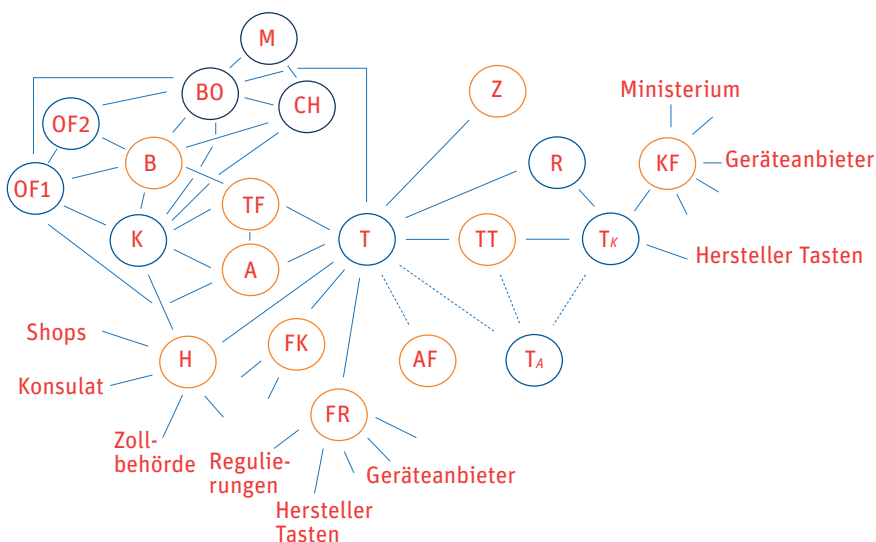 M
BO
CH
Z
Ministerium
OF2
B
R
KF
Geräteanbieter
OF1
TF
K
A
T
TT
TK
Hersteller Tasten
Shops
H
FK
AF
TA
Konsulat
FR
Zoll-
behörde
Regulie-
rungen
Geräteanbieter
Hersteller
Tasten